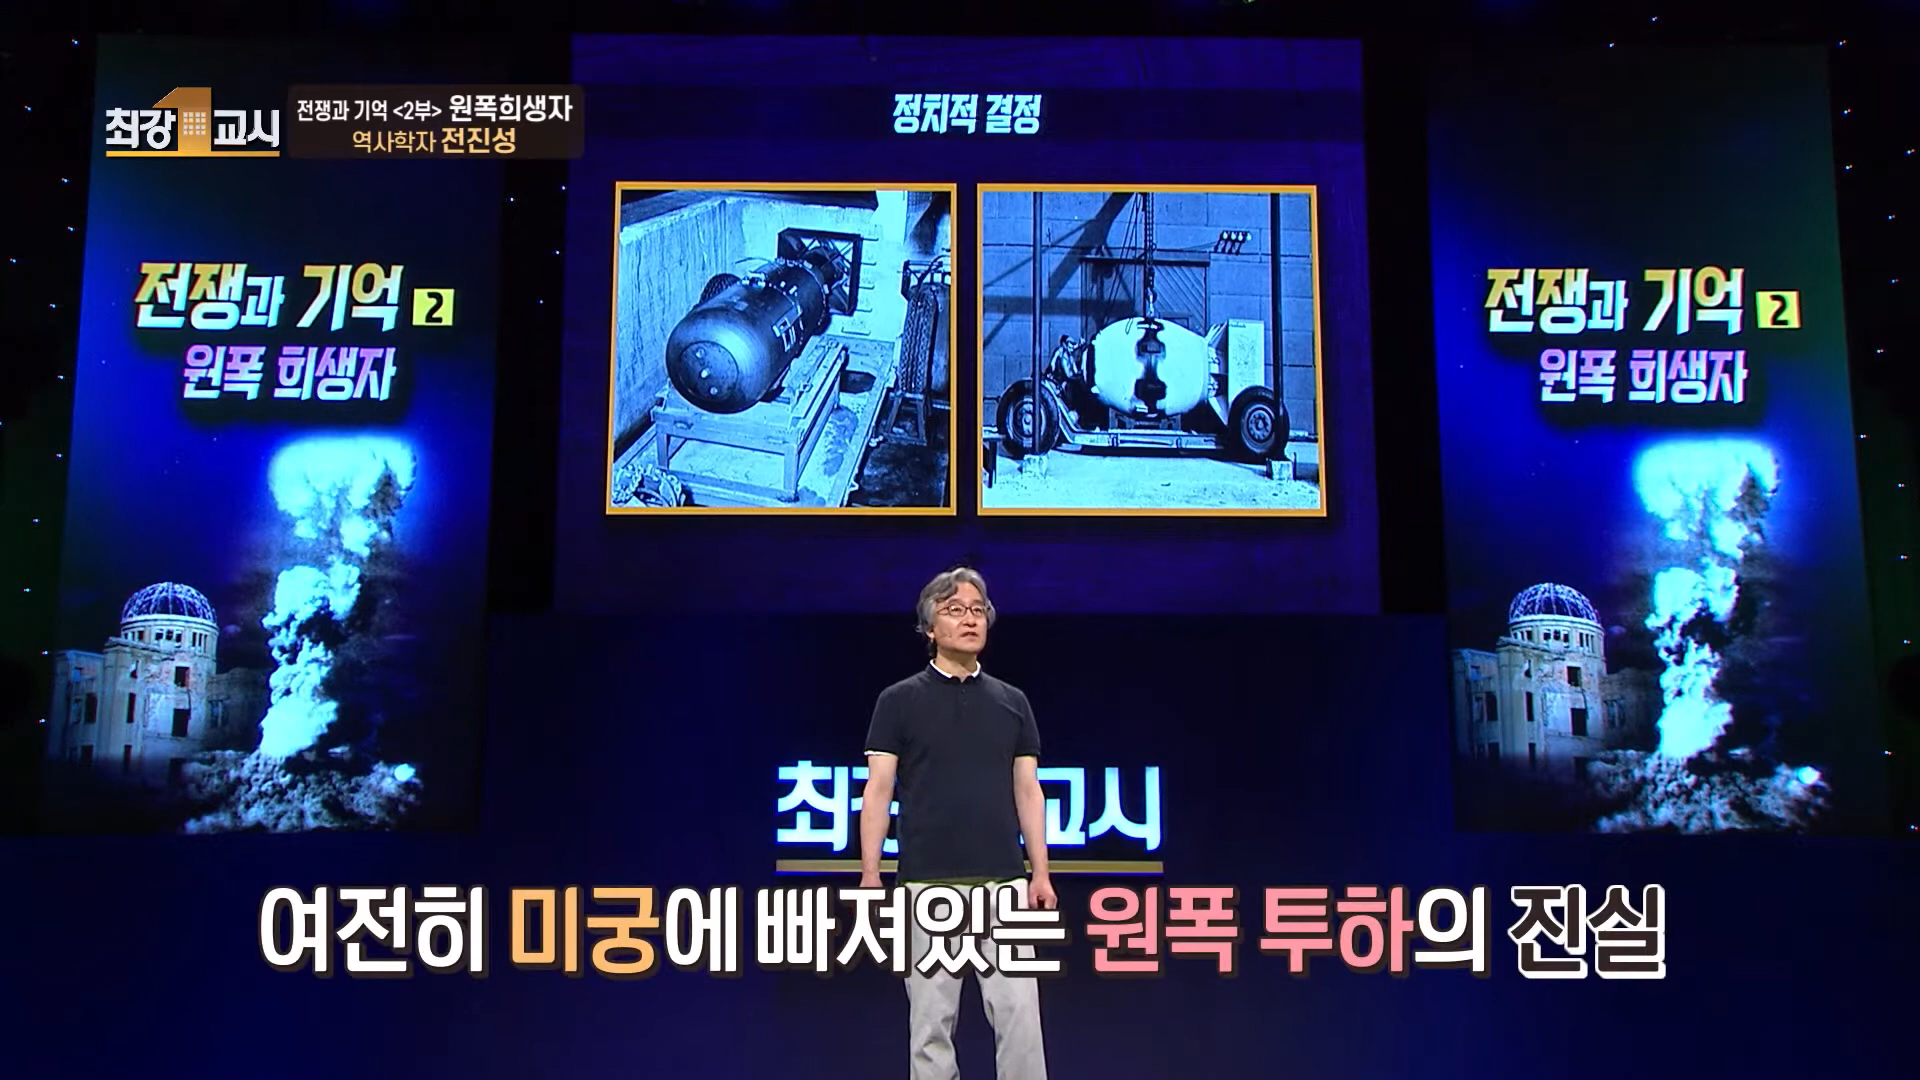 최강1교시
전쟁과 기억 <2부> 원폭희생자
역사학자 전진성
정치적 결정
전쟁과 기억 2
원폭 희생자
전쟁과 기억 2
원폭 희생자
교시
여전히 미궁에 빠져있는 원폭 투하의 진실